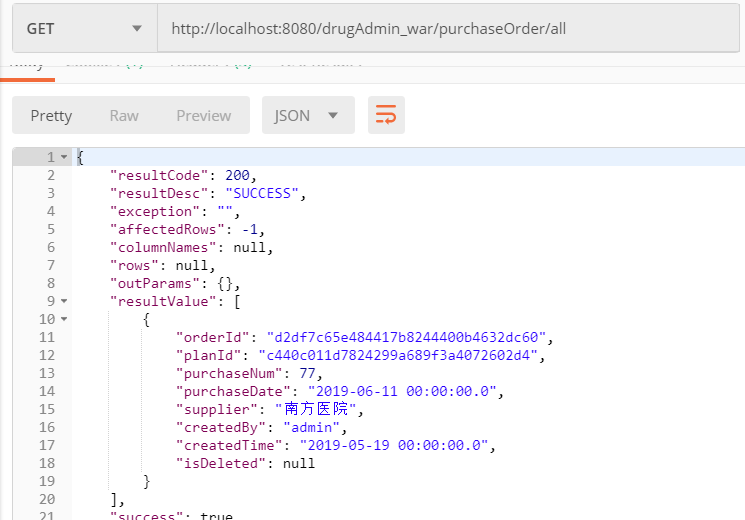 GET
http://localhost:8080/drugAdmin_war/purchaseOrder/all
Pretty Raw Preview JSON
1 {
2 "resultCode": 200,
3 "resultDesc": "SUCCESS",
4 "exception": "",
5 "affectedRows": -1,
6 "columnNames": null,
7 "rows": null,
8 "outParams": {},
9 "resultValue": [
10 {
11 "orderId": "d2df7c65e484417b8244400b4632dc60",
12 "planId": "c440c011d7824299a689f3a4072602d4",
13 "purchaseNum": 77,
14 "purchaseDate": "2019-06-11 00:00:00.0",
15 "supplier": "南方医院",
16 "createdBy": "admin",
17 "createdTime": "2019-05-19 00:00:00.0",
18 "isDeleted": null
19 }
20 ],
21 "success": true